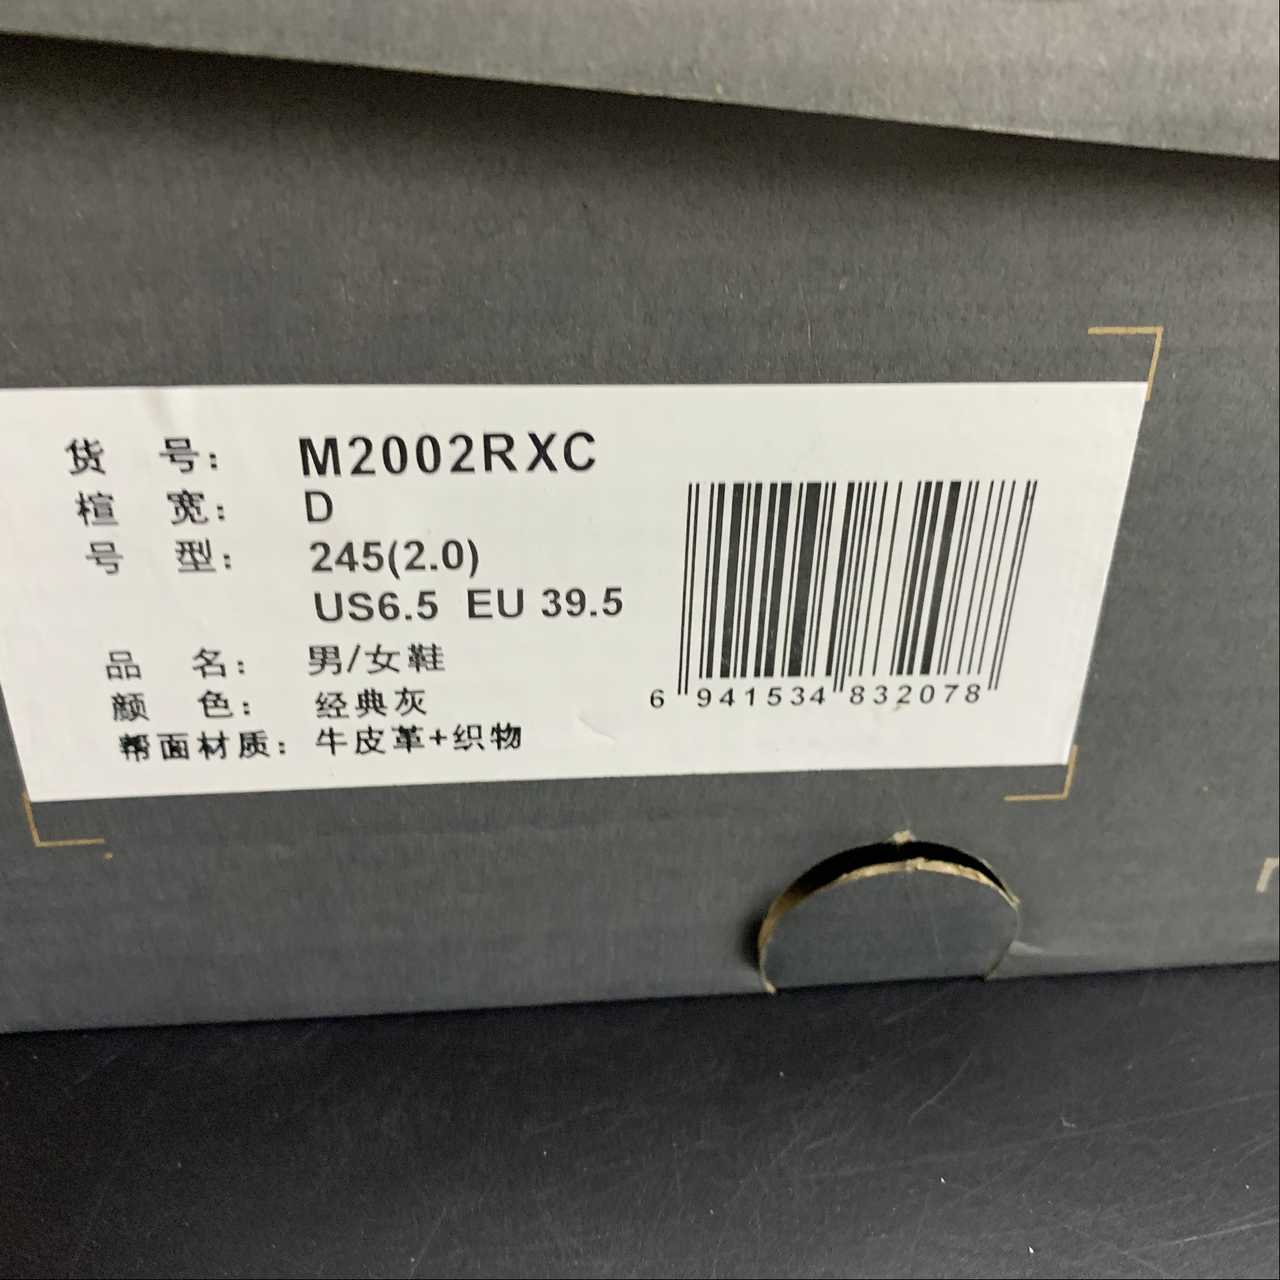 货 号: M2002RXC
楦 宽: D
号 型: 245(2.0)
US6.5 EU 39.5
品 名: 男/女鞋
颜 色: 经典灰
帮面材质: 牛皮革+织物
6 941534 832078